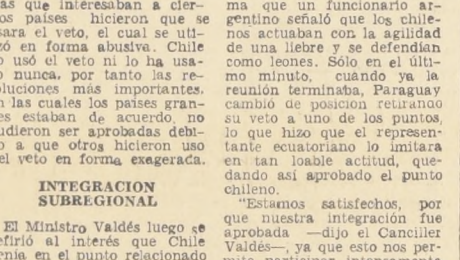 as que interesaban a cier-
os países hicieron que se
sara el veto, el cual se uti-
zó en forma abusiva. Chile
usó el veto ni lo ha usa-
nunca, por tanto las re-
oluciones más importantes.
n las cuales los países gran-
es estaban de acuerdo, no
udieron ser aprobadas debi-
o a que otros hicieron uso
el veto en forma exagerada.
INTEGRACION
SUBREGIONAL
El Ministro Valdés luego se
efirió al interés que Chile
enía en el punto relacionado
ma que un funcionario ar-
gentino señaló que los chile-
nos actuaban con la agilidad
de una liebre y se defendían
como leones. Sólo en el últi-
mo minuto, cuando ya la
reunión terminaba, Paraguay
cambió de posición retirando
su veto a uno de los puntos,
lo que hizo que el represen-
tante ecuatoriano lo imitara
en tan loable actitud, que-
dando así aprobado el punto
chileno.
"Estamos satisfechos, por
que nuestra integración fue
aprobada —dijo el Canciller
Valdés—, ya que esto nos per-